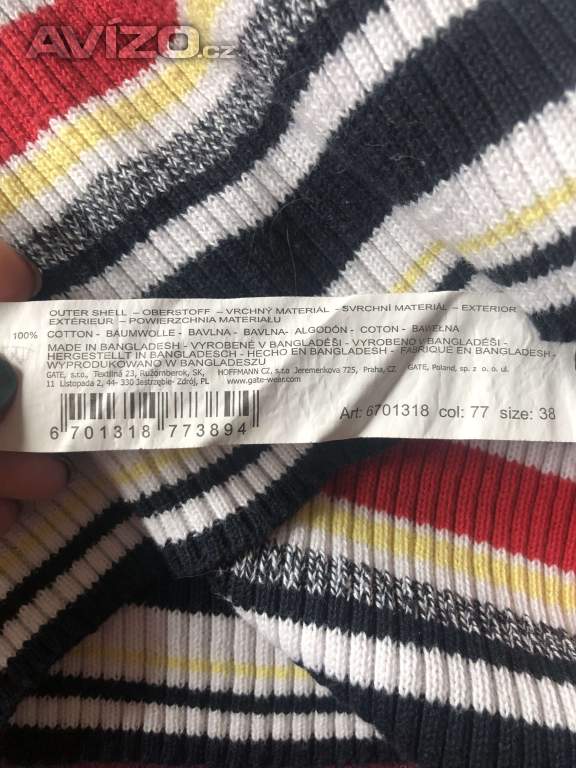 AVÍZO.cz
OUTER SHELL – OBERSTOFF – VRCHNÝ MATERIÁL – SVRCHNÍ MATERIÁL – EXTERIOR
EXTÉRIEUR – POWIERZCHNIA MATERIAŁU
100% COTTON - BAUMWOLLE - BAVLNA - BAVLNA- ALGODÓN - COTON - BAWEŁNA
MADE IN BANGLADESH - VYROBENÉ V BANGLADÉŠI - VYROBENO V BANGLADÉŠI -
HERGESTELLT IN BANGLADESCH - HECHO EN BANGLADESH - FABRIQUÉ EN BANGLADESH -
WYPRODUKOWANO W BANGLADESZU
GATE, s.r.o., Textilná 23, Ružomberok, SK, HOFFMANN CZ, s.r.o Jeremenkova 725, Praha, CZ GATE, Poland, sp. z o. o. ul.
11 Listopada 2, 44- 330 Jestrzębie- Zdrój, PL www.gate-wear.com
6 701318 773894 Art: 6701318 col: 77 size: 38